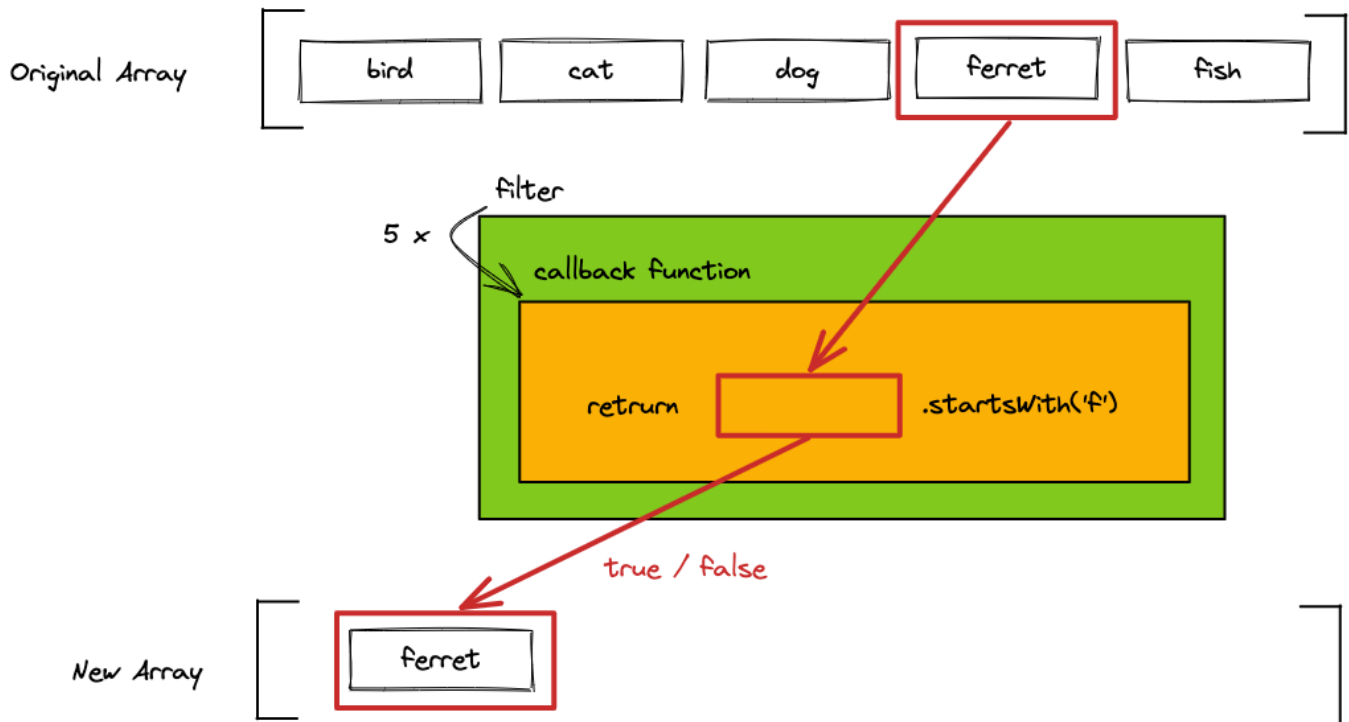 Original Array
bird
cat
dog
ferret
fish
filter
5 x
callback function
retrurn
.startsWith('f')
true / false
New Array
ferret